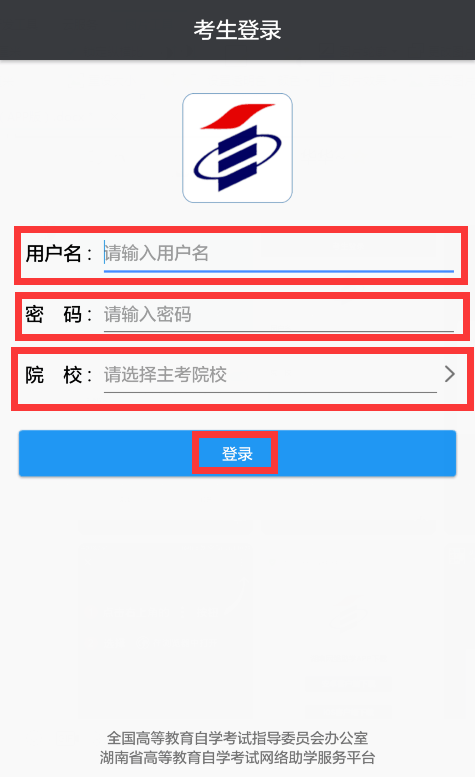 考生登录
用户名： 请输入用户名
密　码： 请输入密码
院　校： 请选择主考院校
登录
全国高等教育自学考试指导委员会办公室
湖南省高等教育自学考试网络助学服务平台